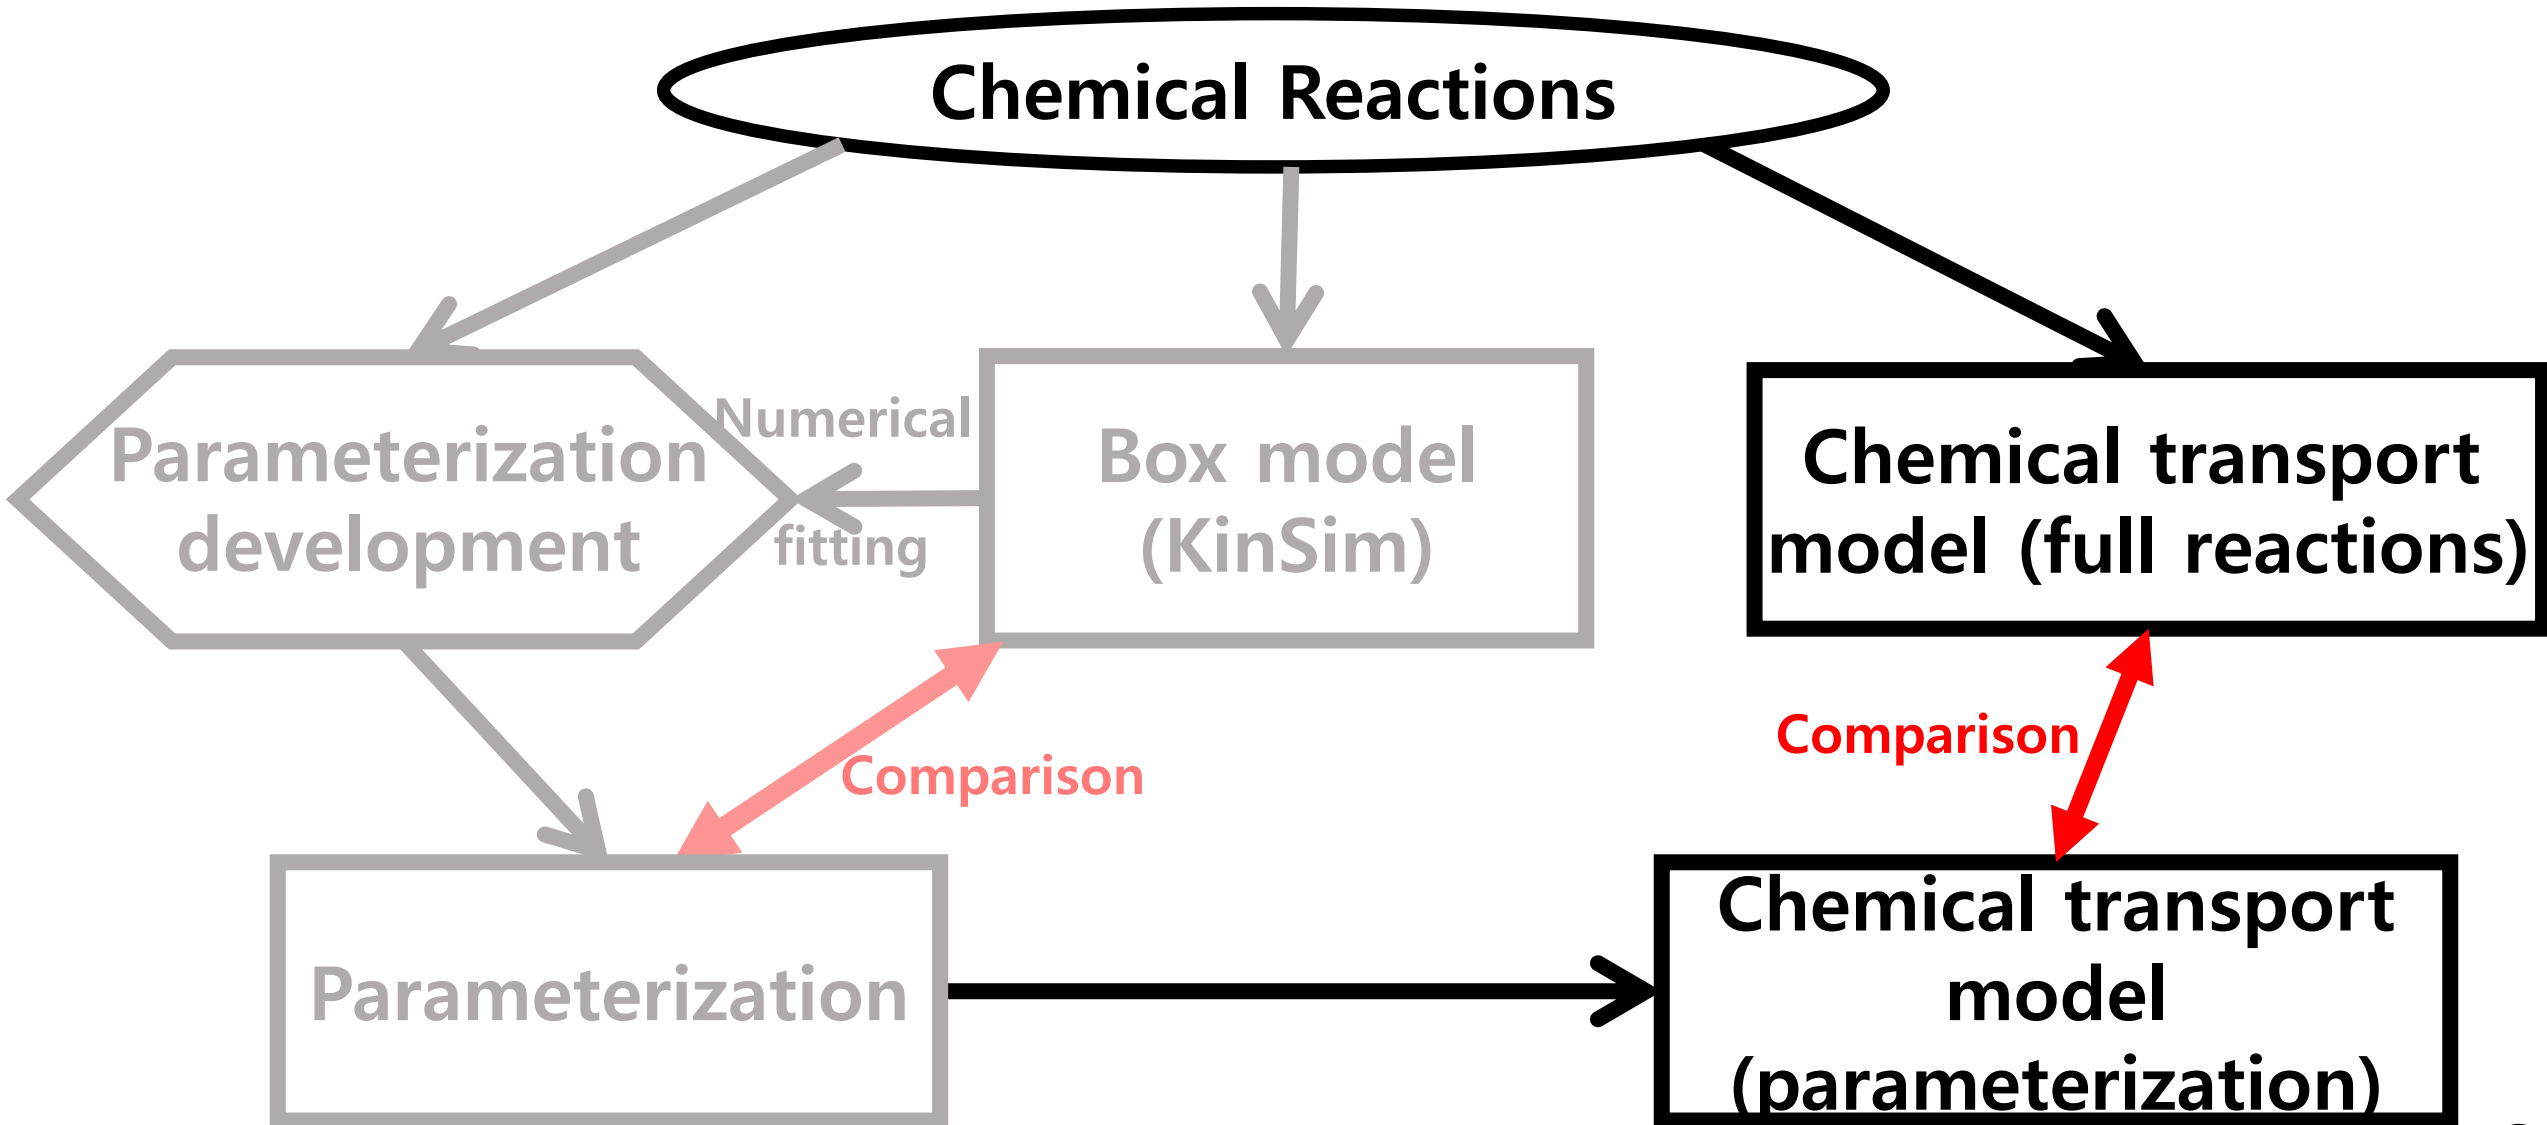 Chemical Reactions
Parameterization
development
Numerical
fitting
Box model
(KinSim)
Chemical transport
model (full reactions)
Comparison
Comparison
Parameterization
Chemical transport
model
(parameterization)